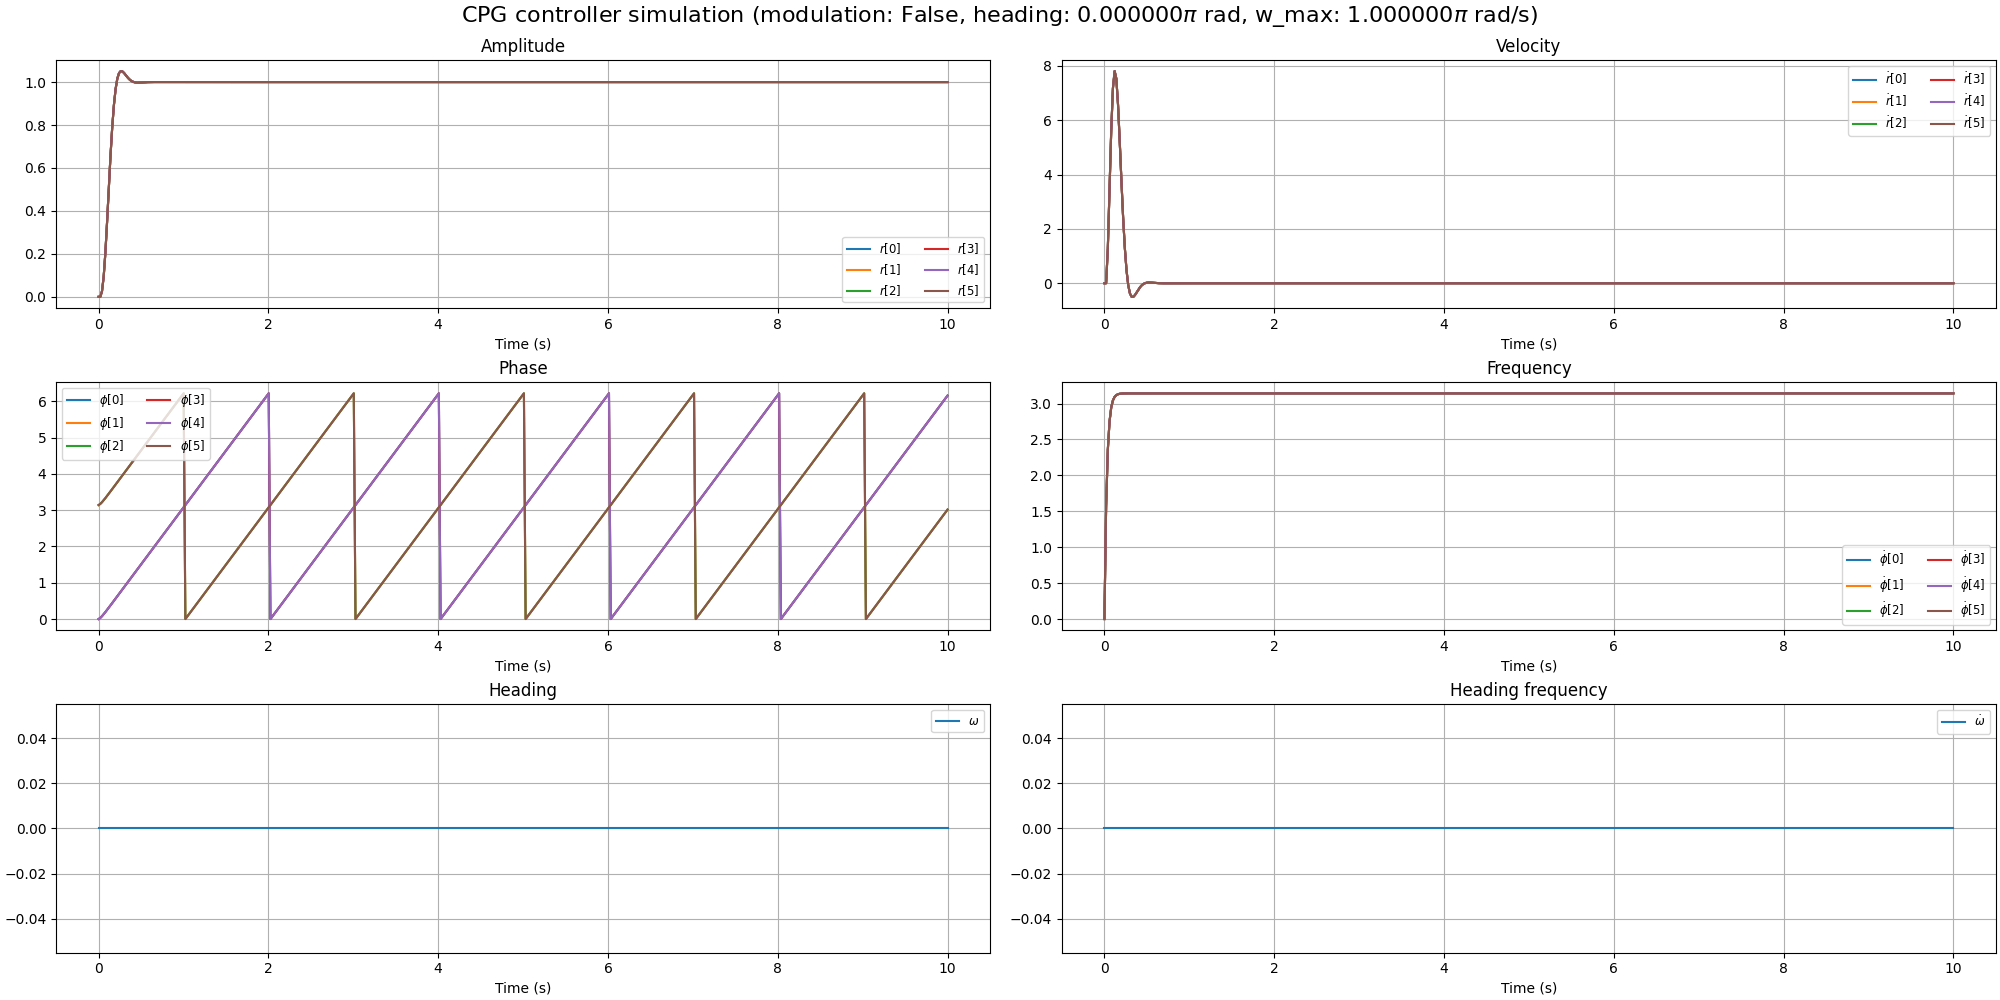 CPG controller simulation (modulation: False, heading: 0.000000π rad, w_max: 1.000000π rad/s)
Amplitude
1.0
0.8
0.6
0.4
0.2
0.0
r[0] r[3]
r[1] r[4]
r[2] r[5]
0 2 4 6 8 10
Time (s)
Velocity
8
6
4
2
0
ṙ[0] ṙ[3]
ṙ[1] ṙ[4]
ṙ[2] ṙ[5]
0 2 4 6 8 10
Time (s)
Phase
6
5
4
3
2
1
0
ϕ[0] ϕ[3]
ϕ[1] ϕ[4]
ϕ[2] ϕ[5]
0 2 4 6 8 10
Time (s)
Frequency
3.0
2.5
2.0
1.5
1.0
0.5
0.0
ϕ̇[0] ϕ̇[3]
ϕ̇[1] ϕ̇[4]
ϕ̇[2] ϕ̇[5]
0 2 4 6 8 10
Time (s)
Heading
ω
0.04
0.02
0.00
−0.02
−0.04
0 2 4 6 8 10
Time (s)
Heading frequency
ω̇
0.04
0.02
0.00
−0.02
−0.04
0 2 4 6 8 10
Time (s)